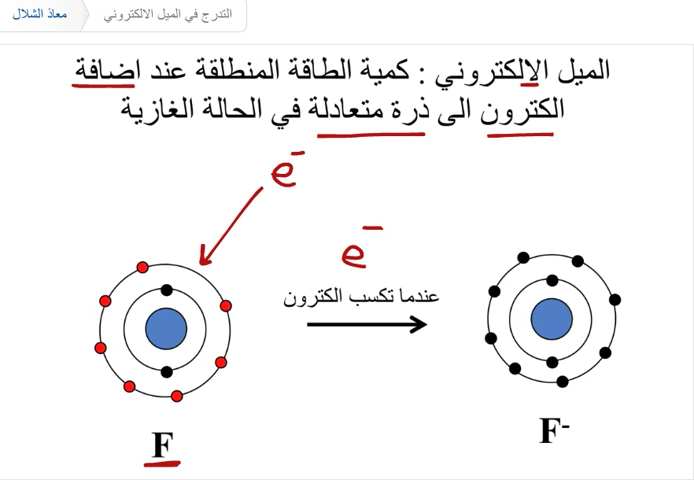 معاذ الشلال
التدرج في الميل الالكتروني
الميل الالكتروني : كمية الطاقة المنطلقة عند اضافة
الكترون الى ذرة متعادلة في الحالة الغازية
e⁻
e⁻
عندما تكسب الكترون
F
F⁻